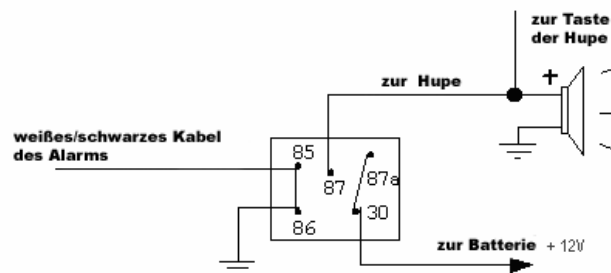 zur Taste
der Hupe
+
zur Hupe
weißes/schwarzes Kabel
des Alarms
85
87
87a
86
30
zur Batterie + 12V